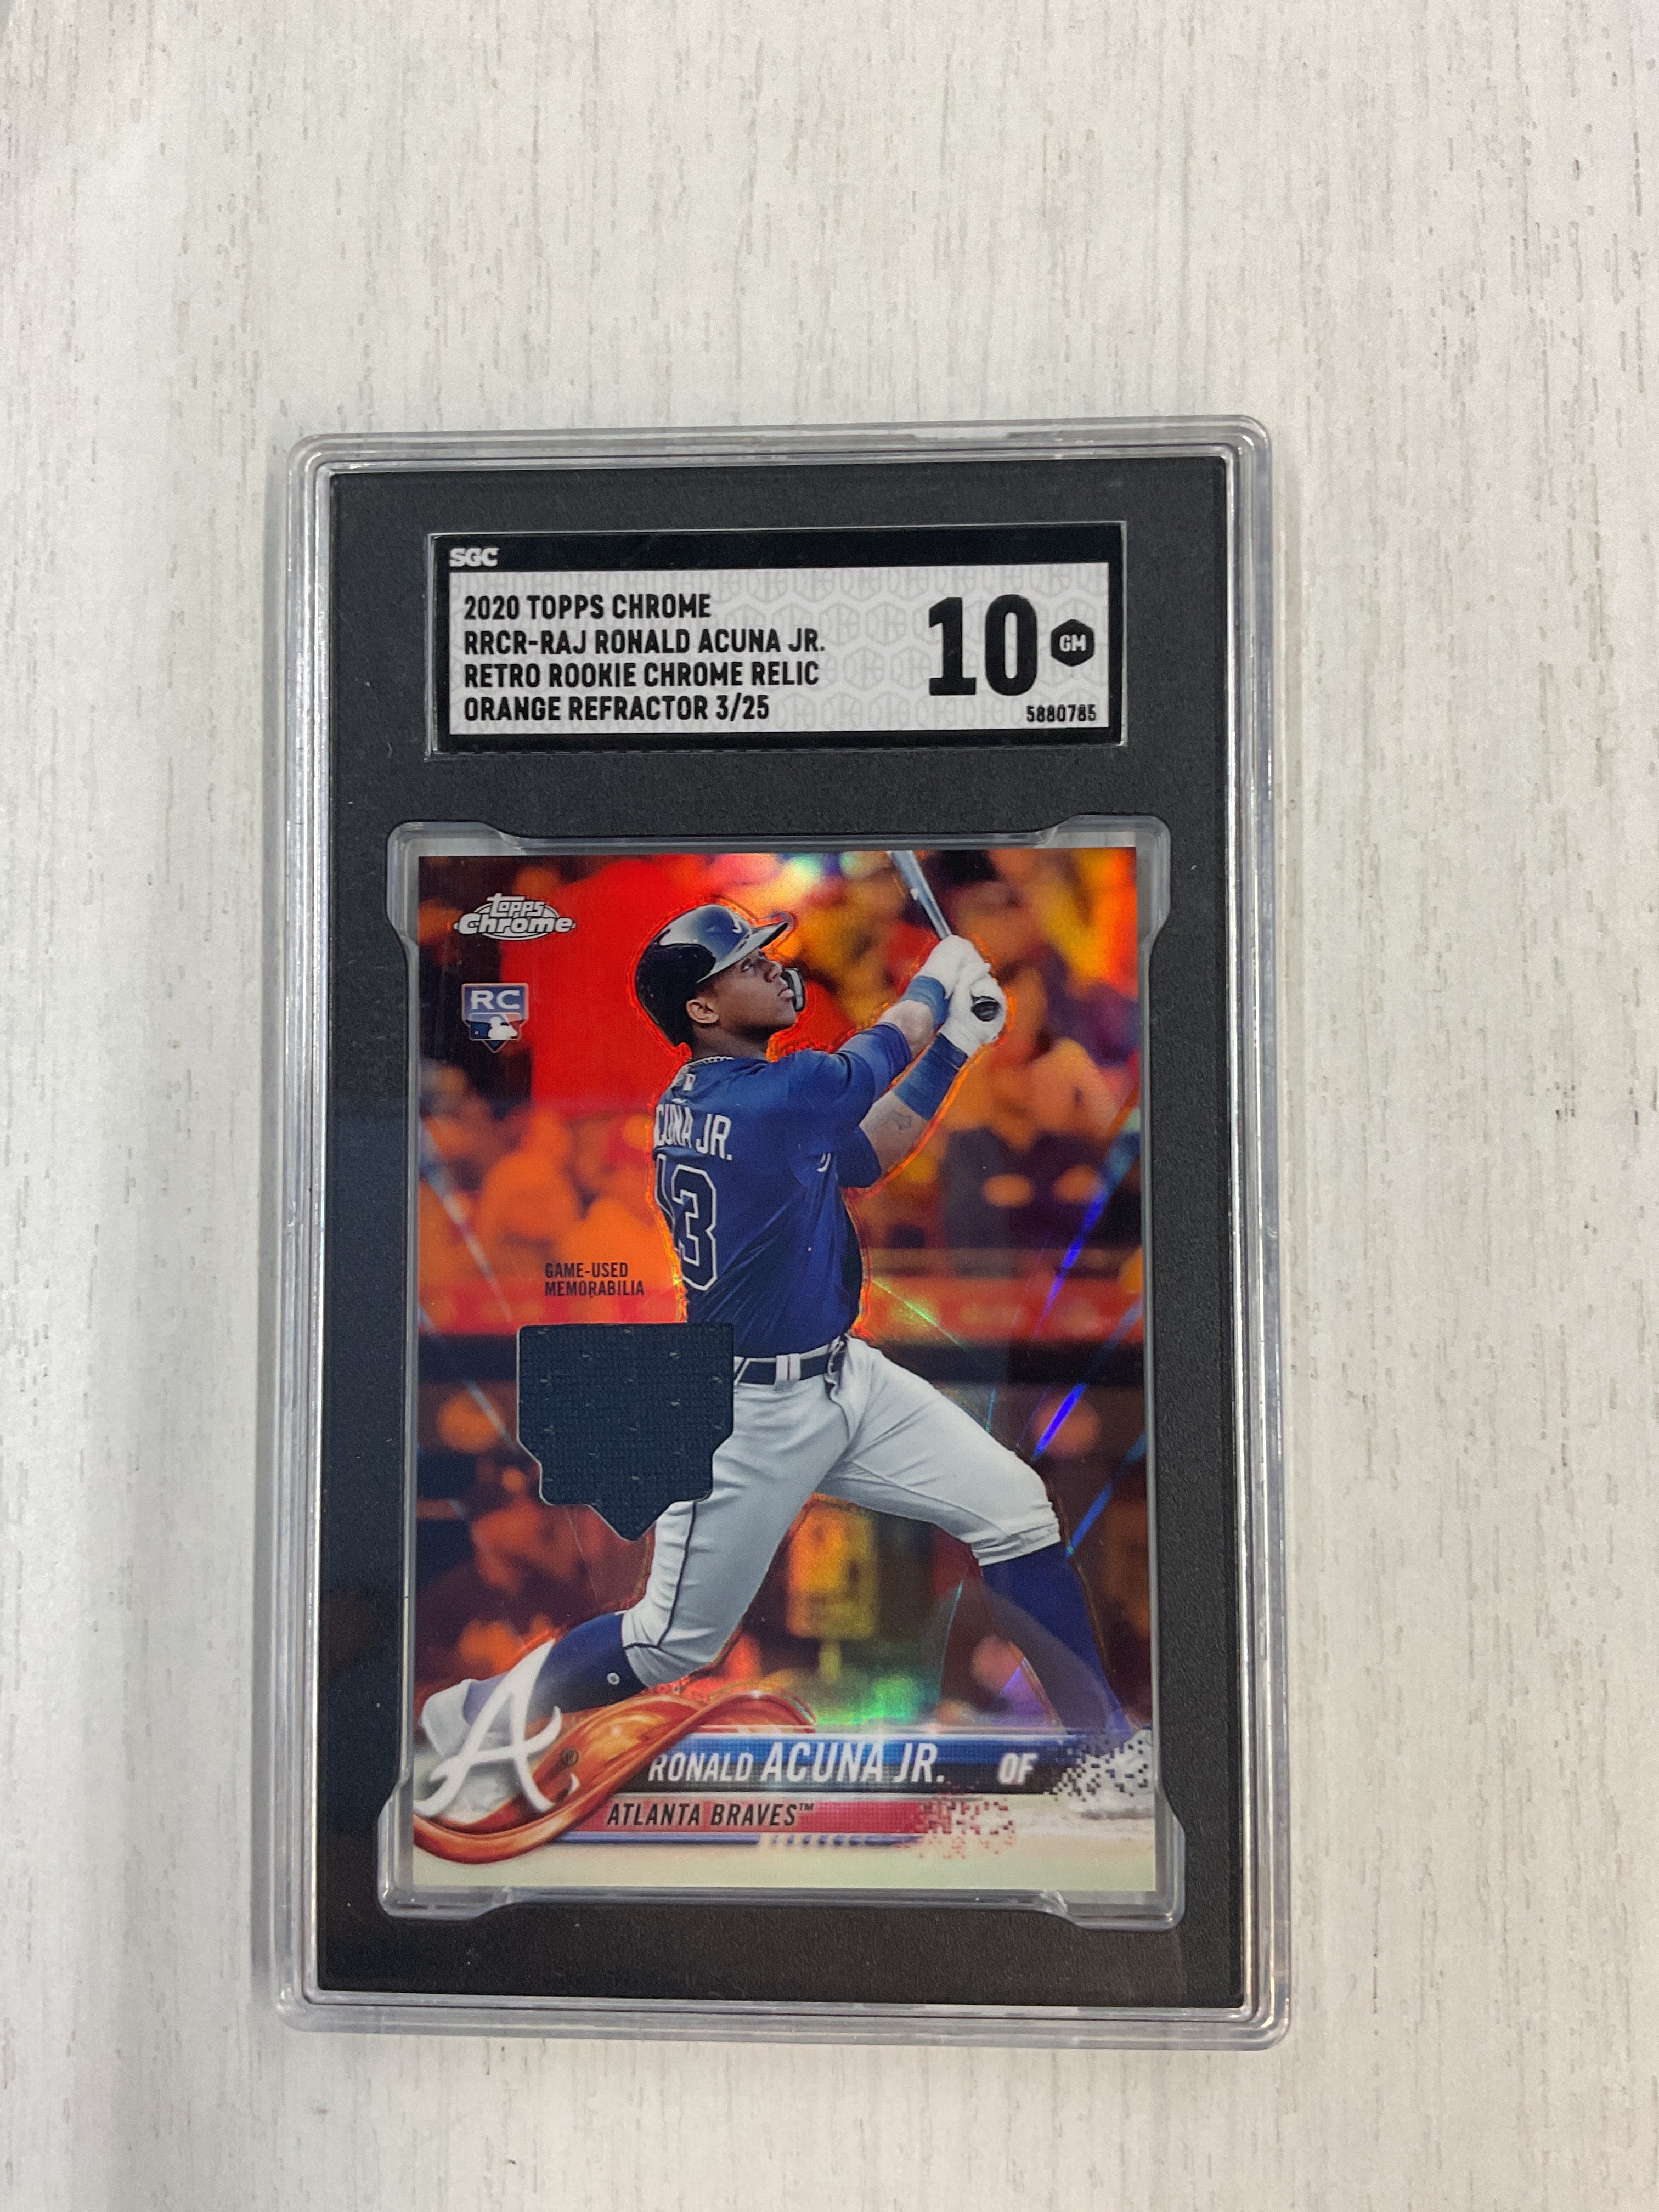 SGC
2020 TOPPS CHROME
RRCR-RAJ RONALD ACUNA JR.
RETRO ROOKIE CHROME RELIC
ORANGE REFRACTOR 3/25
10 GM
5880785
topps
Chrome
RC
CUNA JR.
13
GAME-USED
MEMORABILIA
A ®
RONALD ACUNA JR. OF
ATLANTA BRAVES™